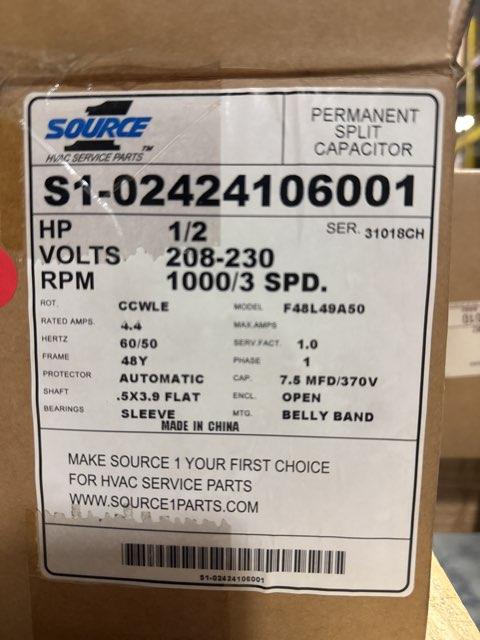 SOURCE 1™
HVAC SERVICE PARTS
PERMANENT
SPLIT
CAPACITOR
S1-02424106001
HP 1/2 SER. 31018CH
VOLTS 208-230
RPM 1000/3 SPD.
ROT. CCWLE MODEL F48L49A50
RATED AMPS. 4.4 MAX.AMPS
HERTZ 60/50 SERV.FACT. 1.0
FRAME 48Y PHASE 1
PROTECTOR AUTOMATIC CAP. 7.5 MFD/370V
SHAFT .5X3.9 FLAT ENCL. OPEN
BEARINGS SLEEVE MTG. BELLY BAND
MADE IN CHINA
MAKE SOURCE 1 YOUR FIRST CHOICE
FOR HVAC SERVICE PARTS
WWW.SOURCE1PARTS.COM
S1-02424106001